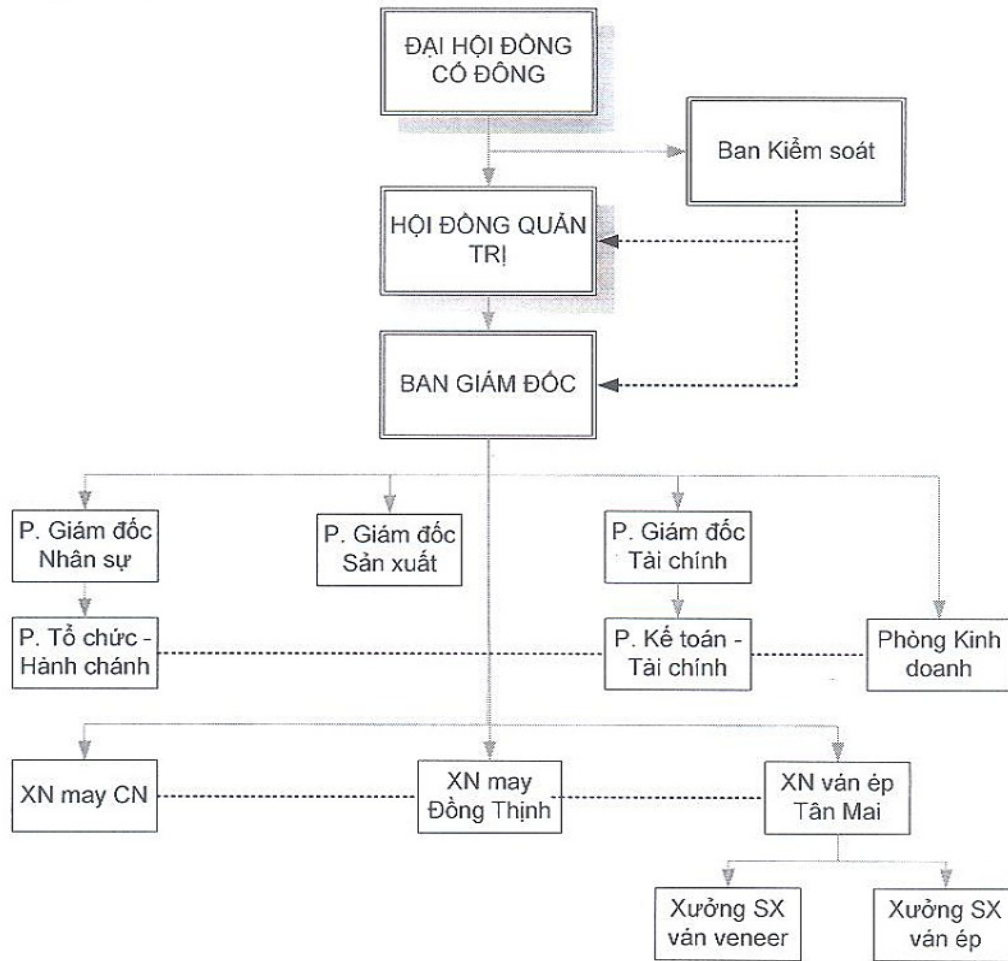 ĐẠI HỘI ĐỒNG
CỔ ĐÔNG
Ban Kiểm soát
HỘI ĐỒNG QUẢN
TRỊ
BAN GIÁM ĐỐC
P. Giám đốc
Nhân sự
P. Giám đốc
Sản xuất
P. Giám đốc
Tài chính
P. Tổ chức -
Hành chánh
P. Kế toán -
Tài chính
Phòng Kinh
doanh
XN may CN
XN may
Đồng Thịnh
XN ván ép
Tân Mai
Xưởng SX
ván veneer
Xưởng SX
ván ép